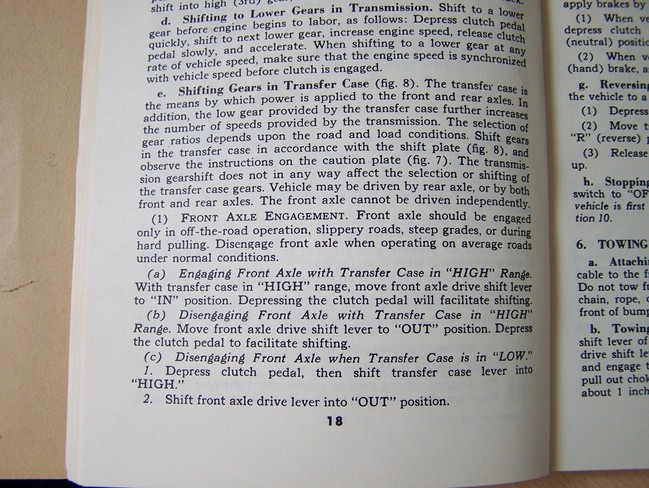 shift into high (3rd)
d. Shifting to Lower Gears in Transmission. Shift to a lower
gear before engine begins to labor, as follows: Depress clutch pedal
quickly, shift to next lower gear, increase engine speed, release clutch
pedal slowly, and accelerate. When shifting to a lower gear at any
rate of vehicle speed, make sure that the engine speed is synchronized
with vehicle speed before clutch is engaged.
e. Shifting Gears in Transfer Case (fig. 8). The transfer case is
the means by which power is applied to the front and rear axles. In
addition, the low gear provided by the transfer case further increases
the number of speeds provided by the transmission. The selection of
gear ratios depends upon the road and load conditions. Shift gears
in the transfer case in accordance with the shift plate (fig. 8), and
observe the instructions on the caution plate (fig. 7). The transmis-
sion gearshift does not in any way affect the selection or shifting of
the transfer case gears. Vehicle may be driven by rear axle, or by both
front and rear axles. The front axle cannot be driven independently.
(1) FRONT AXLE ENGAGEMENT. Front axle should be engaged
only in off-the-road operation, slippery roads, steep grades, or during
hard pulling. Disengage front axle when operating on average roads
under normal conditions.
(a) Engaging Front Axle with Transfer Case in "HIGH" Range.
With transfer case in "HIGH" range, move front axle drive shift lever
to "IN" position. Depressing the clutch pedal will facilitate shifting.
(b) Disengaging Front Axle with Transfer Case in "HIGH"
Range. Move front axle drive shift lever to "OUT" position. Depress
the clutch pedal to facilitate shifting.
(c) Disengaging Front Axle when Transfer Case is in "LOW."
1. Depress clutch pedal, then shift transfer case lever into
"HIGH."
2. Shift front axle drive lever into "OUT" position.
18
apply brakes by
(1) When
depress clutch
(neutral)
(2) When
(hand) brake,
g. Reversing
the vehicle to a
(1) Depress
(2) Move
"R" (reverse)
(3) Release
up.
h. Stopping
switch to
vehicle is first
tion 10.
6. TOWING
a.
cable to the
Do not tow
chain, rope,
front of
b. Towing
shift lever of
drive shift
and engage
pull out
about 1 inch